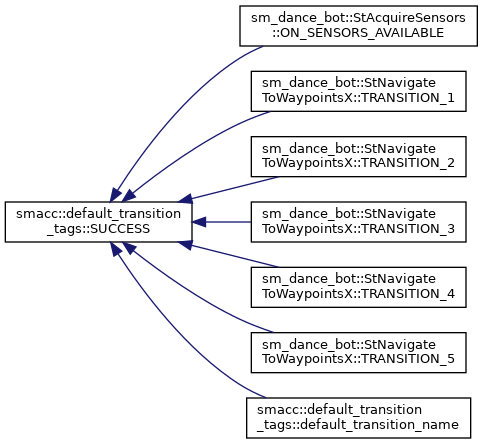 sm_dance_bot::StAcquireSensors
::ON_SENSORS_AVAILABLE
sm_dance_bot::StNavigate
ToWaypointsX::TRANSITION_1
sm_dance_bot::StNavigate
ToWaypointsX::TRANSITION_2
smacc::default_transition
_tags::SUCCESS
sm_dance_bot::StNavigate
ToWaypointsX::TRANSITION_3
sm_dance_bot::StNavigate
ToWaypointsX::TRANSITION_4
sm_dance_bot::StNavigate
ToWaypointsX::TRANSITION_5
smacc::default_transition
_tags::default_transition_name